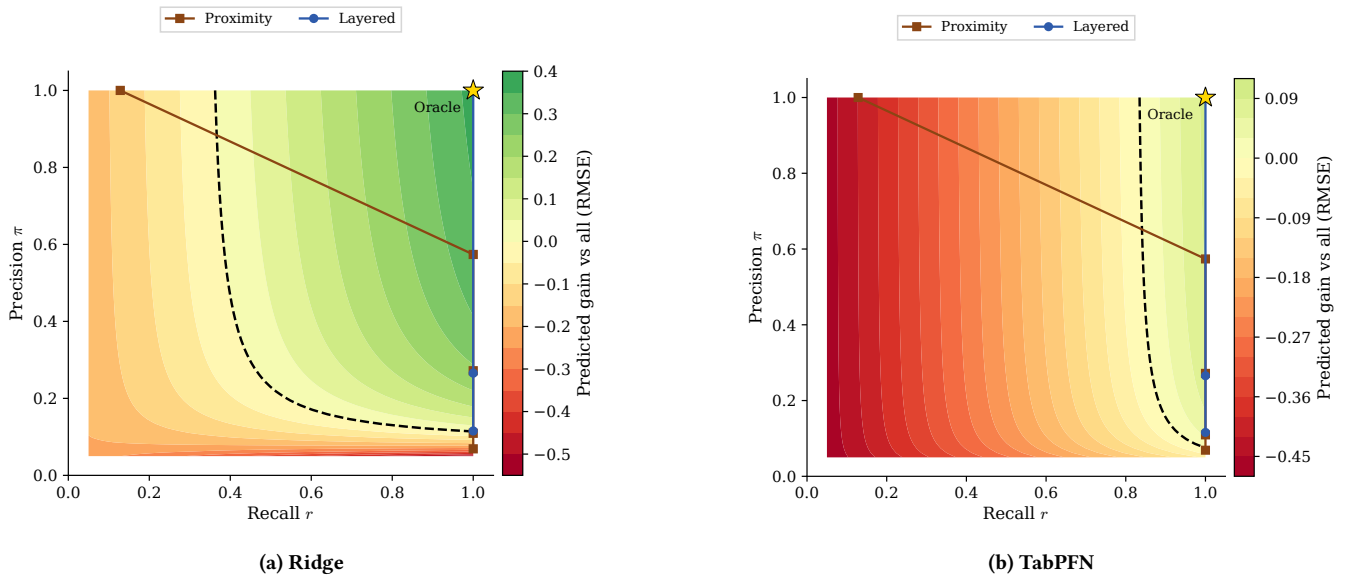 Proximity Layered
Oracle
1.0
0.8
0.6
0.4
0.2
0.0
Precision π
0.0 0.2 0.4 0.6 0.8 1.0
Recall r
0.4
0.3
0.2
0.1
0.0
−0.1
−0.2
−0.3
−0.4
−0.5
Predicted gain vs all (RMSE)
(a) Ridge
Proximity Layered
Oracle
1.0
0.8
0.6
0.4
0.2
0.0
Precision π
0.0 0.2 0.4 0.6 0.8 1.0
Recall r
0.09
0.00
−0.09
−0.18
−0.27
−0.36
−0.45
Predicted gain vs all (RMSE)
(b) TabPFN